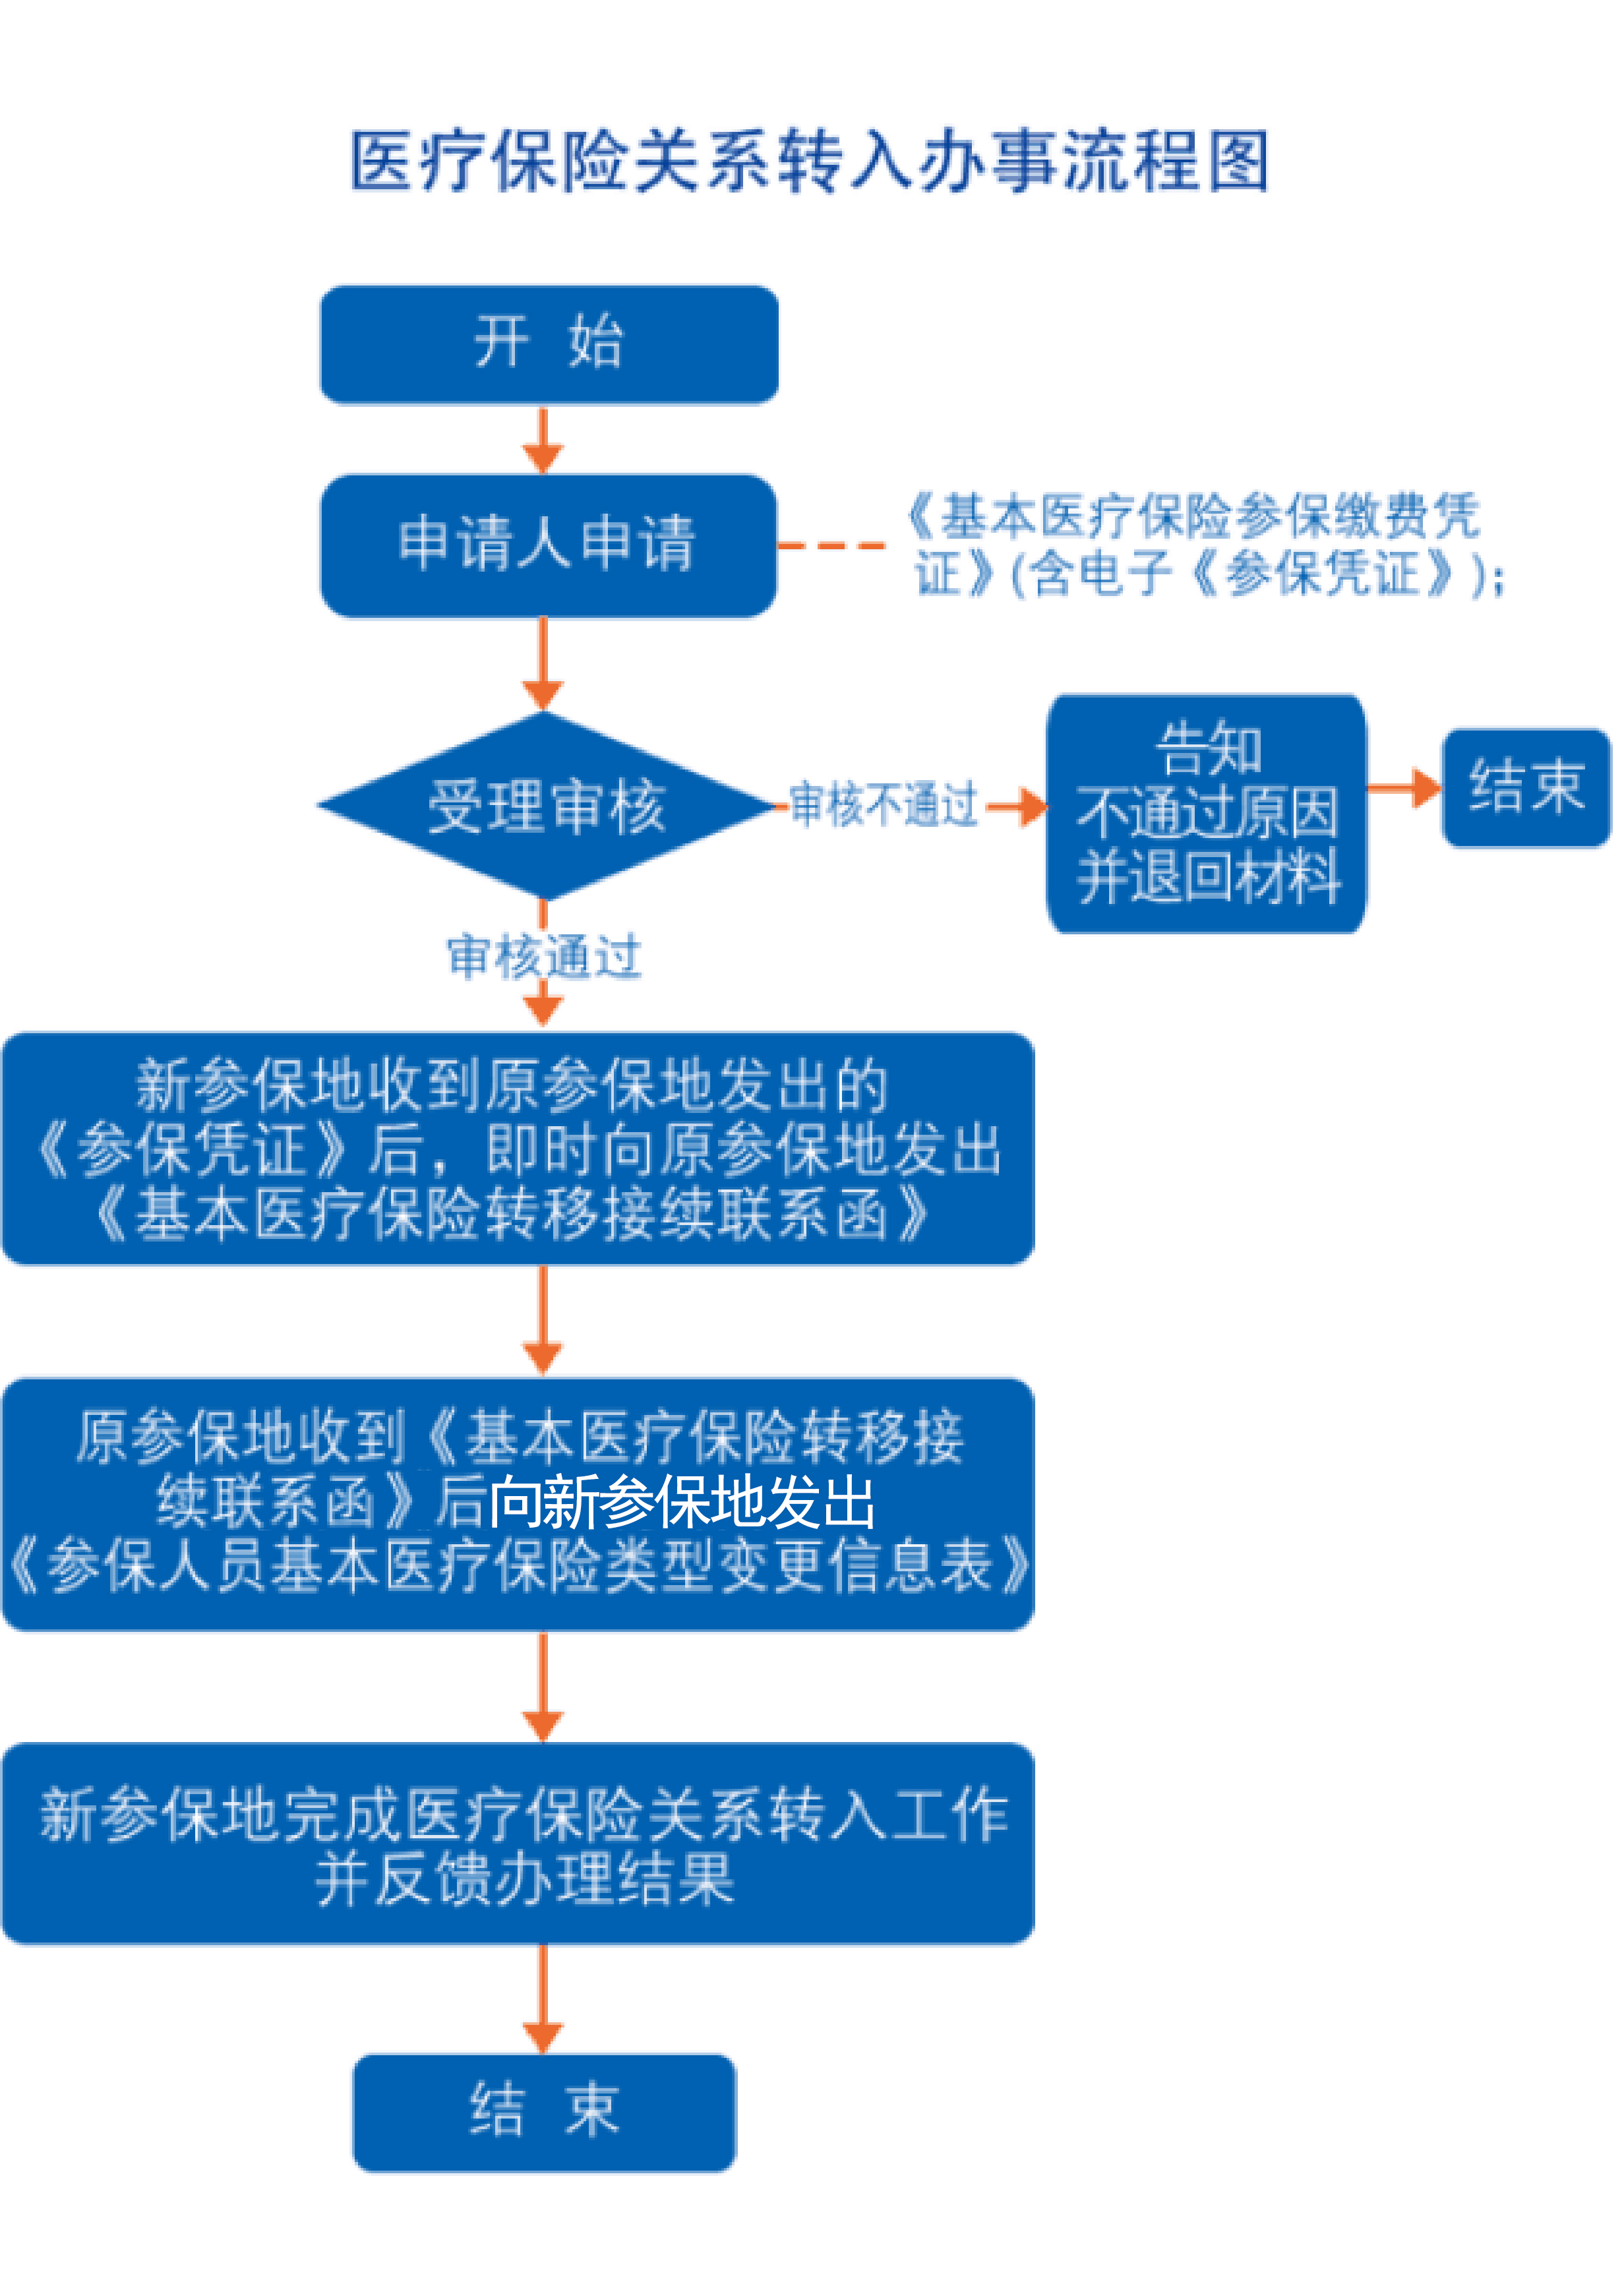 医疗保险关系转入办事流程图
开 始
申请人申请
《基本医疗保险参保缴费凭
证》(含电子《参保凭证》);
受理审核
审核不通过
告知
不通过原因
并退回材料
结束
审核通过
新参保地收到原参保地发出的
《参保凭证》后，即时向原参保地发出
《基本医疗保险转移接续联系函》
原参保地收到《基本医疗保险转移接
续联系函》后向新参保地发出
《参保人员基本医疗保险类型变更信息表》
新参保地完成医疗保险关系转入工作
并反馈办理结果
结 束